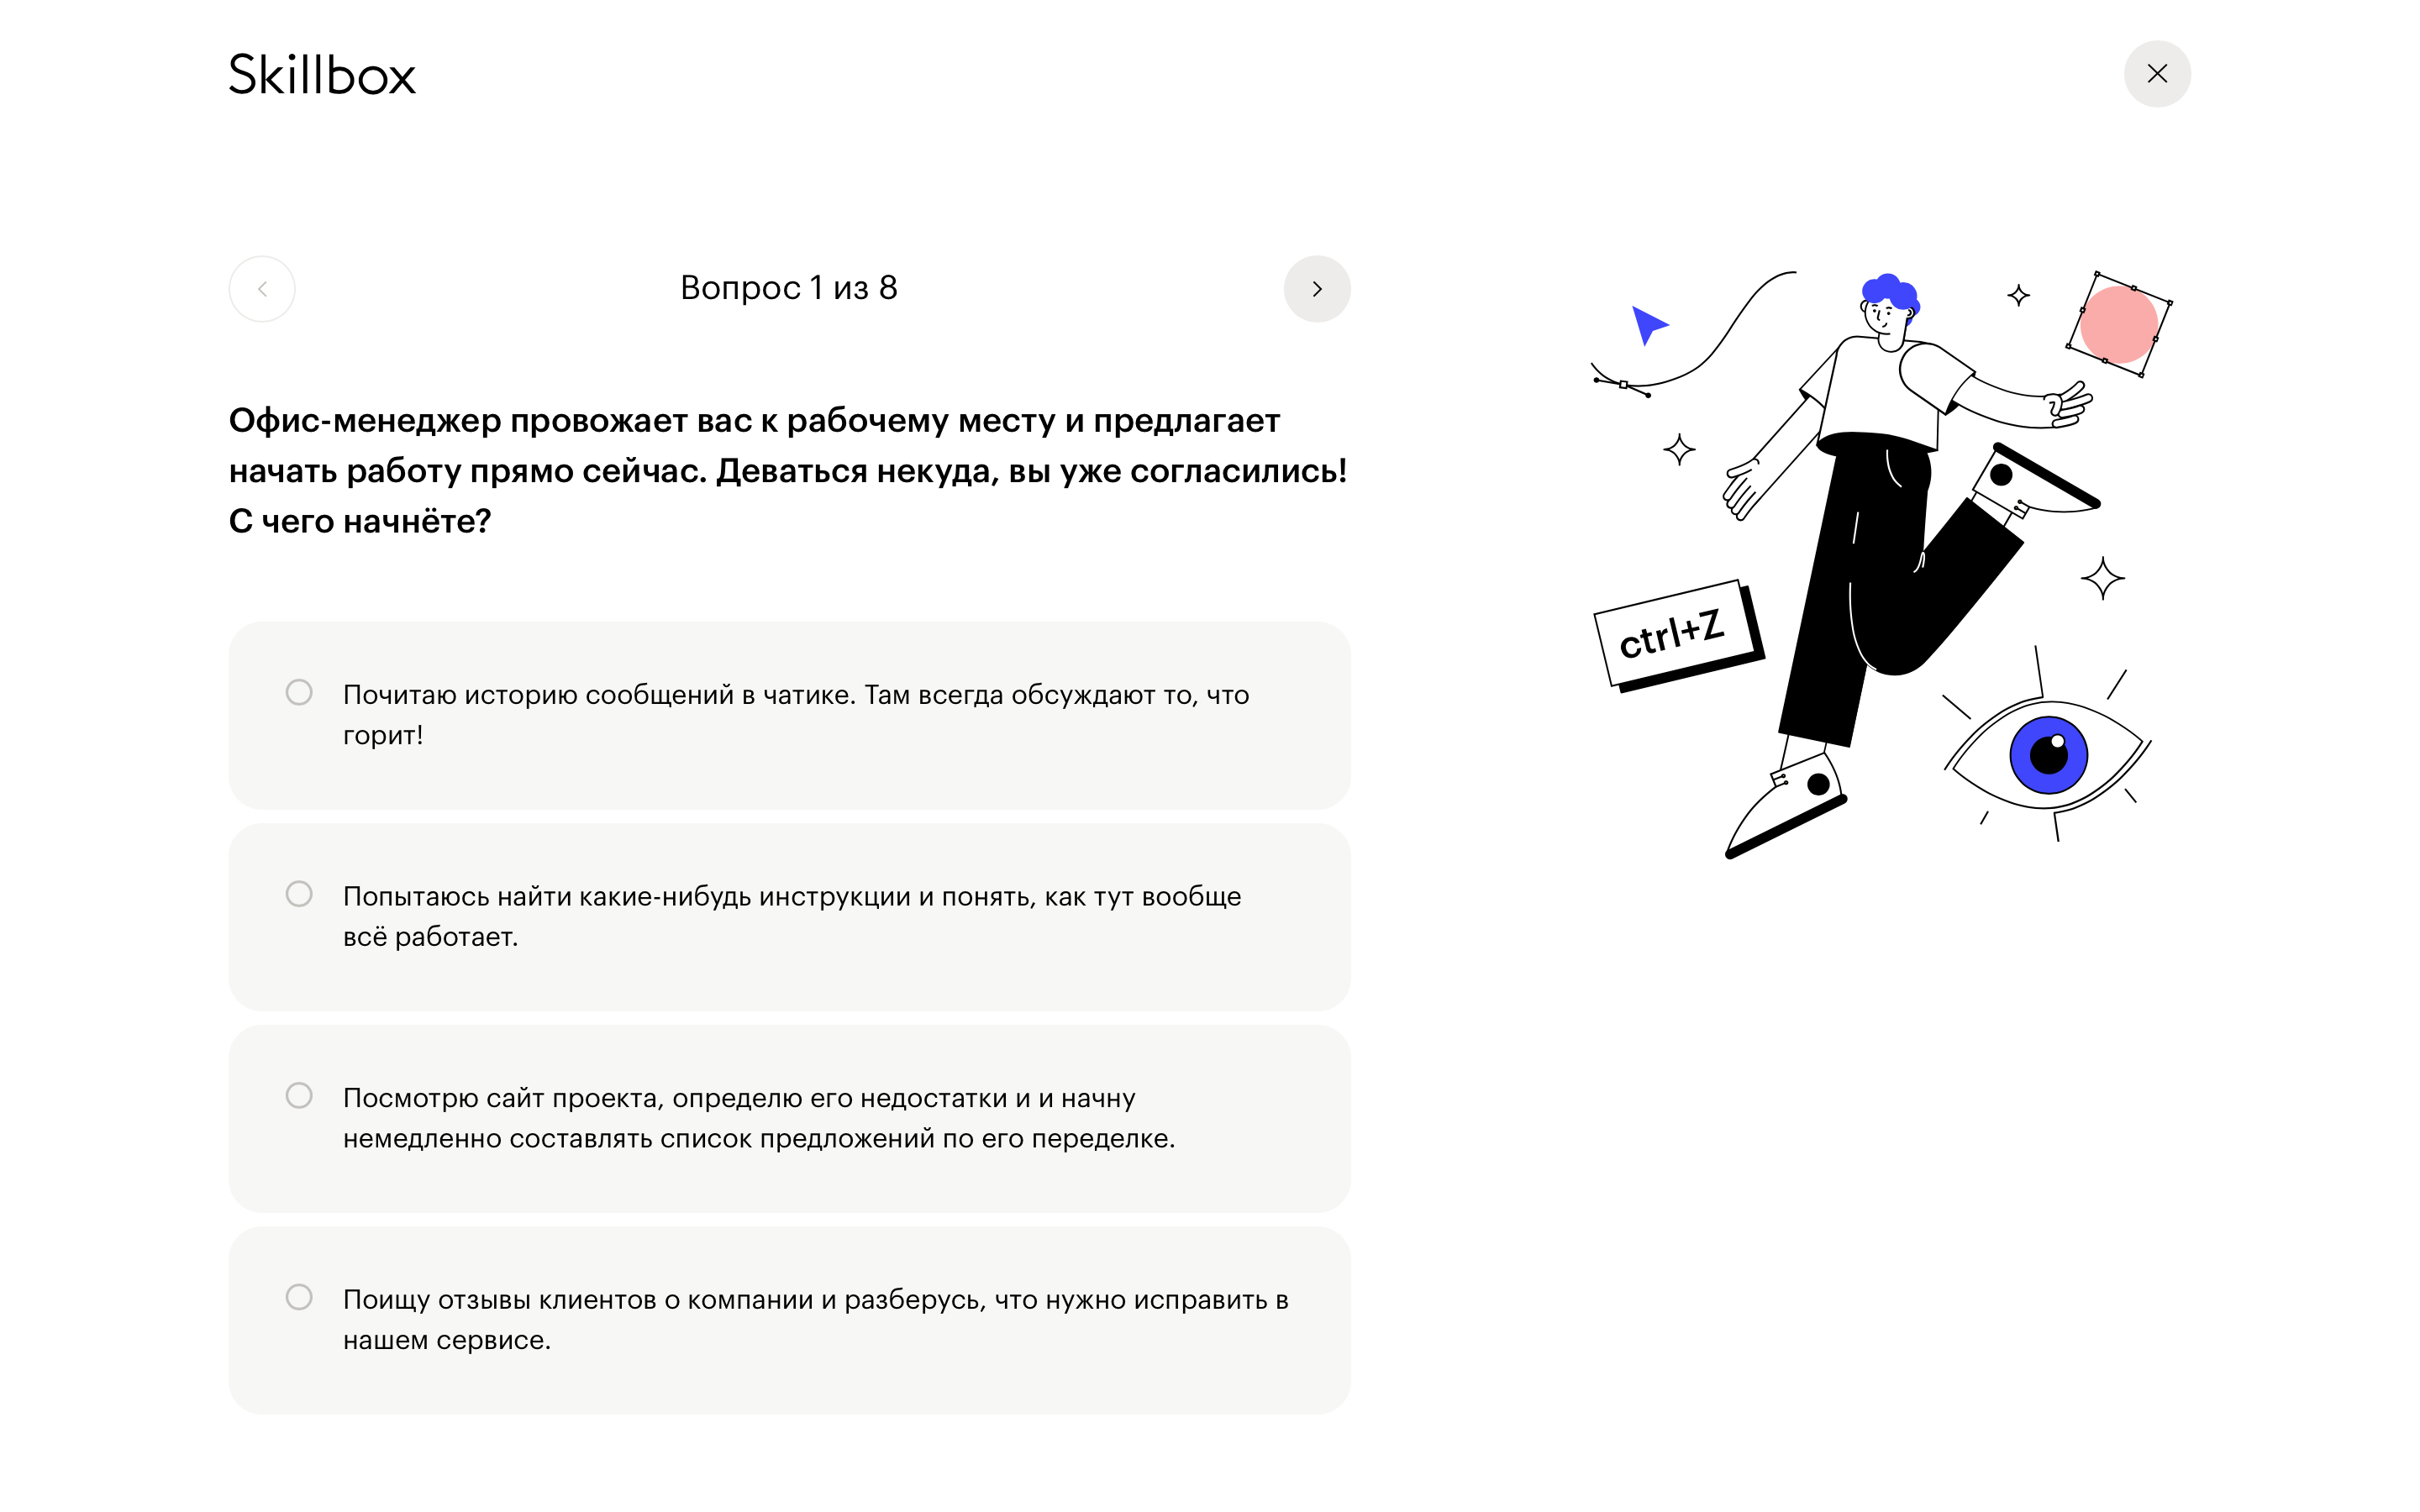 Skillbox
Вопрос 1 из 8
Офис-менеджер провожает вас к рабочему месту и предлагает
начать работу прямо сейчас. Деваться некуда, вы уже согласились!
С чего начнёте?
Почитаю историю сообщений в чатике. Там всегда обсуждают то, что
горит!
Попытаюсь найти какие-нибудь инструкции и понять, как тут вообще
всё работает.
Посмотрю сайт проекта, определю его недостатки и и начну
немедленно составлять список предложений по его переделке.
Поищу отзывы клиентов о компании и разберусь, что нужно исправить в
нашем сервисе.
ctrl+Z